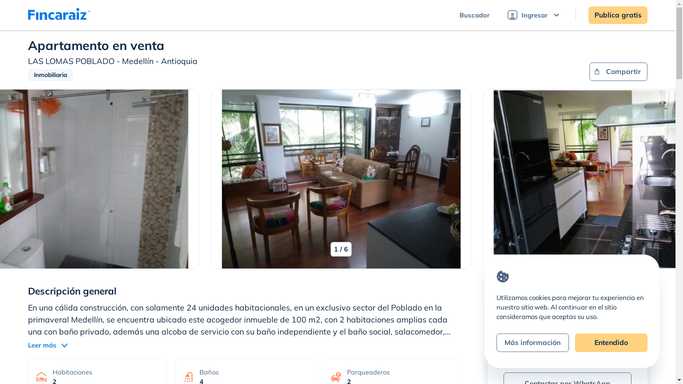 Fincaraiz
Buscador
Ingresar
Publica gratis
Apartamento en venta
LAS LOMAS POBLADO - Medellín - Antioquia
Inmobiliaria
Compartir
1 / 6
Descripción general
En una cálida construcción, con solamente 24 unidades habitacionales, en un exclusivo sector del Poblado en la
primaveral Medellín, se encuentra ubicado este acogedor inmueble de 100 m2, con 2 habitaciones amplias cada
una con baño privado, además una alcoba de servicio con su baño independiente y el baño social, salacomedor,...
Leer más
Habitaciones
2
Baños
4
Parqueaderos
2
Utilizamos cookies para mejorar tu experiencia en
nuestro sitio web. Al continuar en el sitio
consideramos que aceptas su uso.
Más información
Entendido
Contactar por WhatsApp